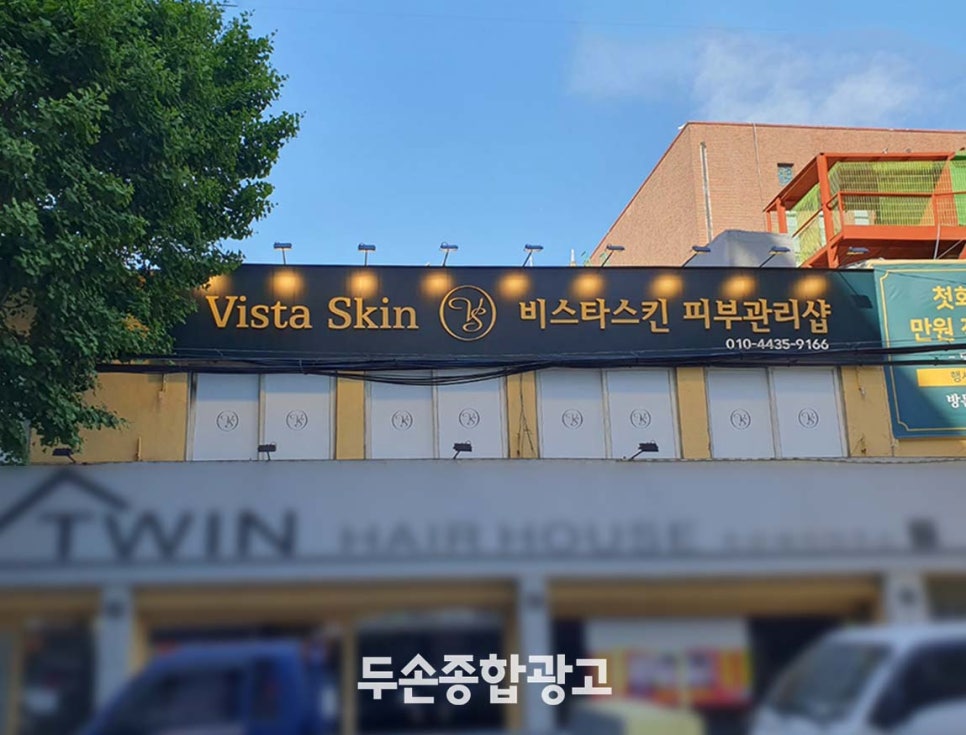 Vista Skin VS 비스타스킨 피부관리샵
010-4435-9166
첫회
만원
TWIN HAIR HOUSE
두손종합광고